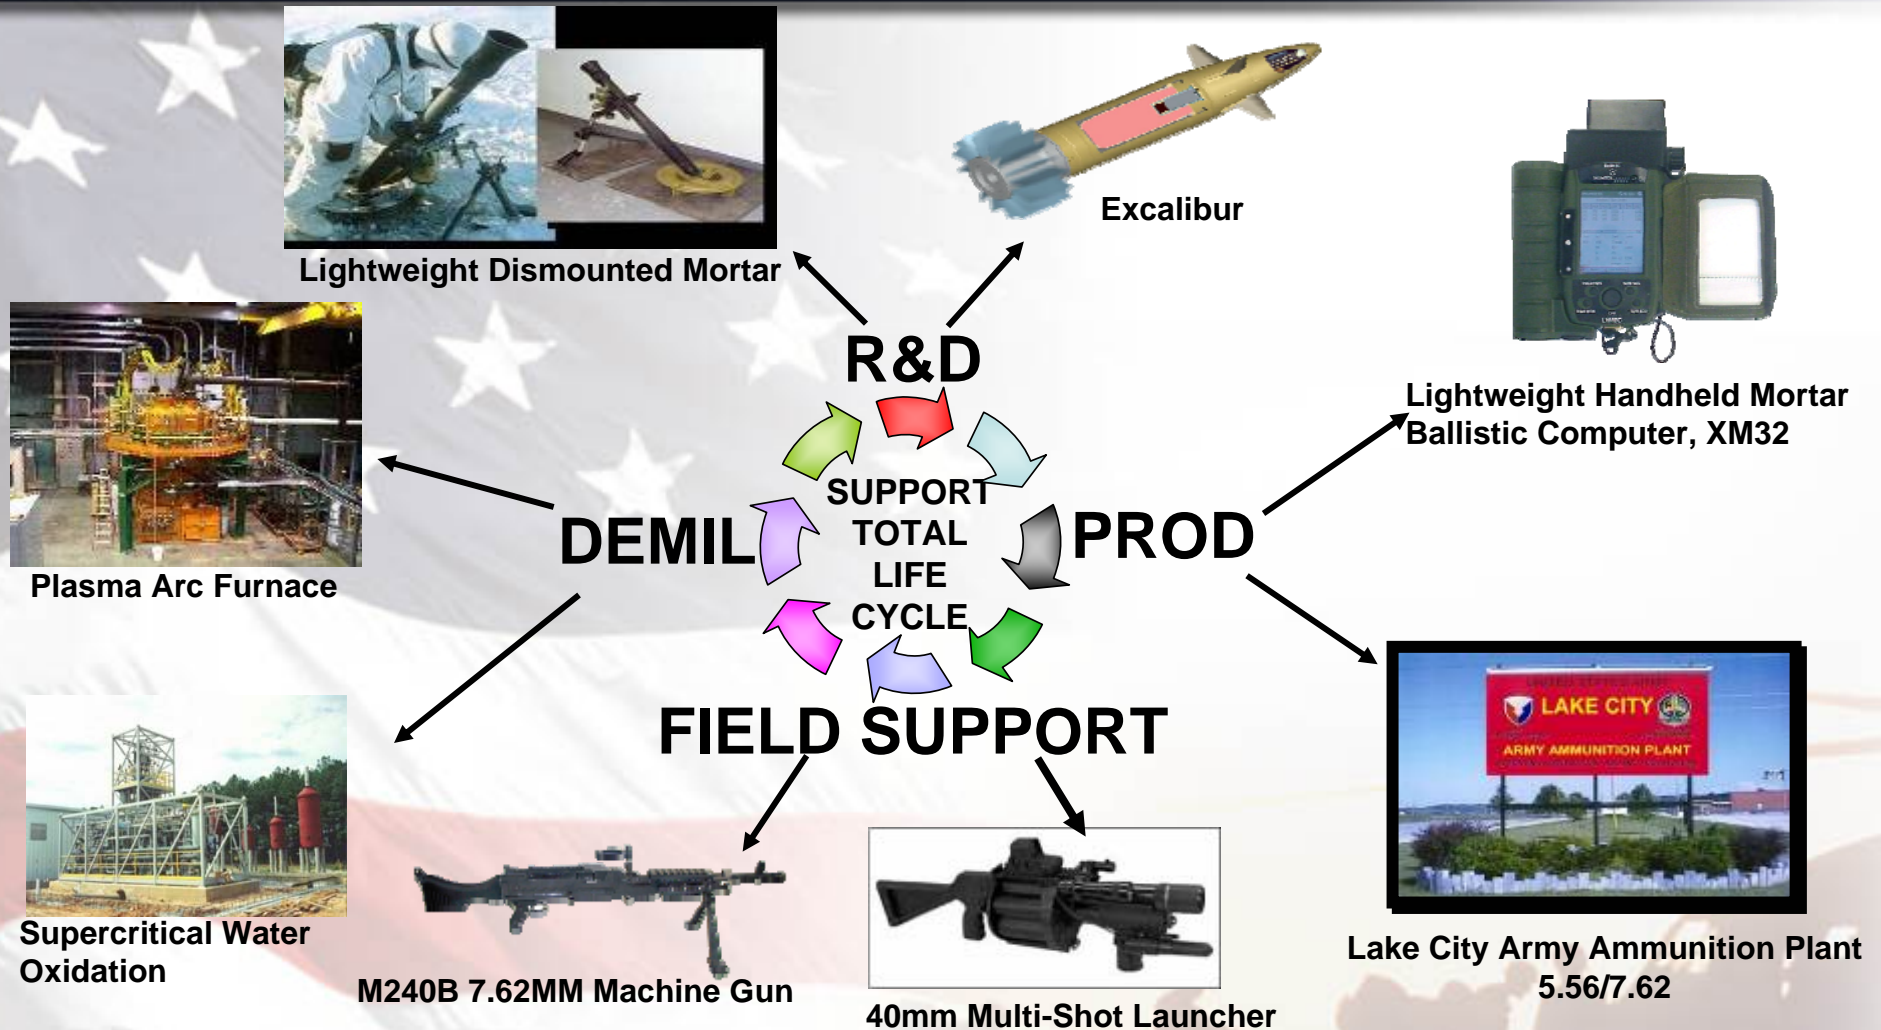 Lightweight Dismounted Mortar
Excalibur
Lightweight Handheld Mortar
Ballistic Computer, XM32
R&D
PROD
FIELD SUPPORT
DEMIL
SUPPORT
TOTAL
LIFE
CYCLE
Plasma Arc Furnace
Supercritical Water
Oxidation
M240B 7.62MM Machine Gun
40mm Multi-Shot Launcher
LAKE CITY
ARMY AMMUNITION PLANT
Lake City Army Ammunition Plant
5.56/7.62